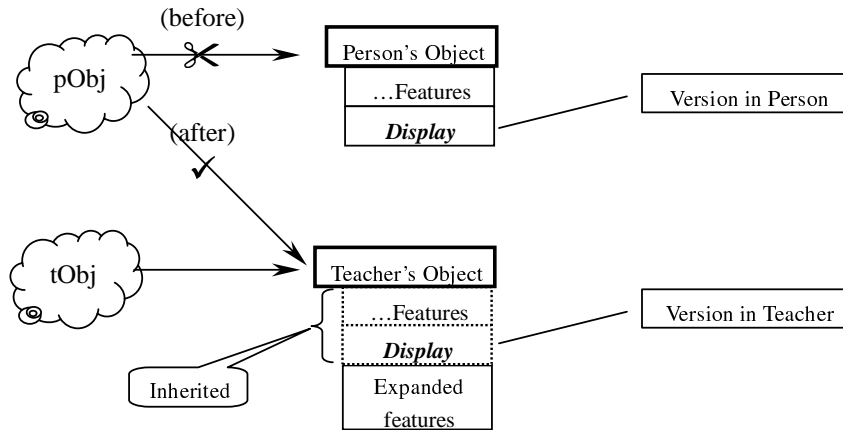 (before)
pObj
Person's Object
…Features
Display
Version in Person
(after)
tObj
Teacher's Object
…Features
Display
Version in Teacher
Inherited
Expanded
features